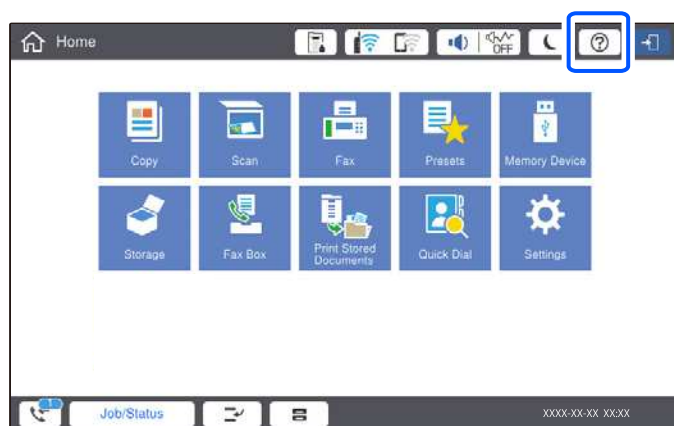 Home
OFF
Copy
Scan
Fax
Presets
Memory Device
Storage
Fax Box
Print Stored
Documents
Quick Dial
Settings
1
Job/Status
XXXX-XX-XX XX:XX